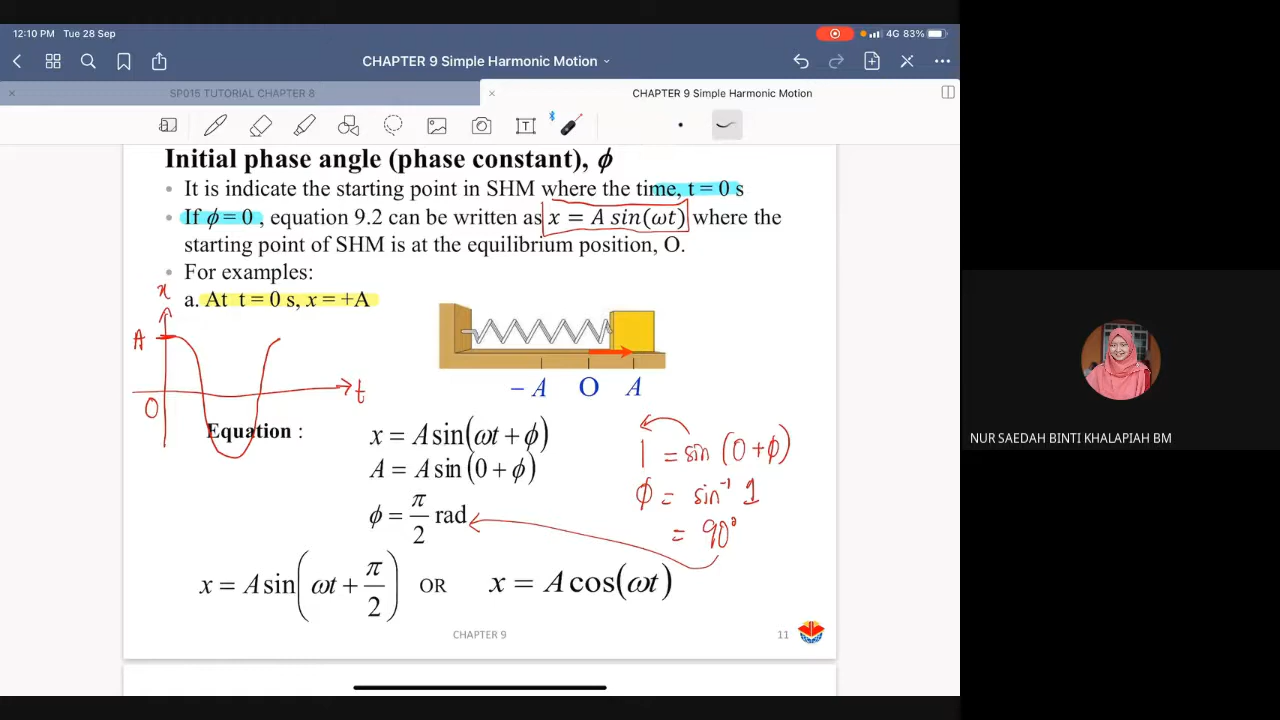 12:10 PM Tue 28 Sep
4G 83%
CHAPTER 9 Simple Harmonic Motion
SP015 TUTORIAL CHAPTER 8
CHAPTER 9 Simple Harmonic Motion
Initial phase angle (phase constant), ϕ
• It is indicate the starting point in SHM where the time, t = 0 s
• If ϕ = 0 , equation 9.2 can be written as x = A sin(ωt) where the
starting point of SHM is at the equilibrium position, O.
• For examples:
a. At t = 0 s, x = +A
x
A
O
t
− A O A
Equation :
x = A sin(ωt + ϕ)
A = A sin (0 + ϕ)
ϕ = π/2 rad
1 = sin (0 + ϕ)
ϕ = sin⁻¹ 1
= 90°
x = A sin(ωt + π/2) OR x = A cos(ωt)
CHAPTER 9
11
NUR SAEDAH BINTI KHALAPIAH BM